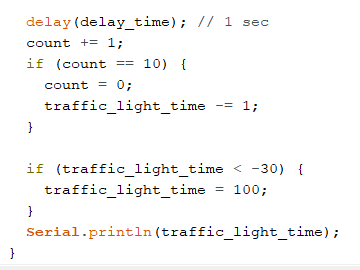 delay(delay_time); // 1 sec
count += 1;
if (count == 10) {
count = 0;
traffic_light_time -= 1;
}
if (traffic_light_time < -30) {
traffic_light_time = 100;
}
Serial.println(traffic_light_time);
}